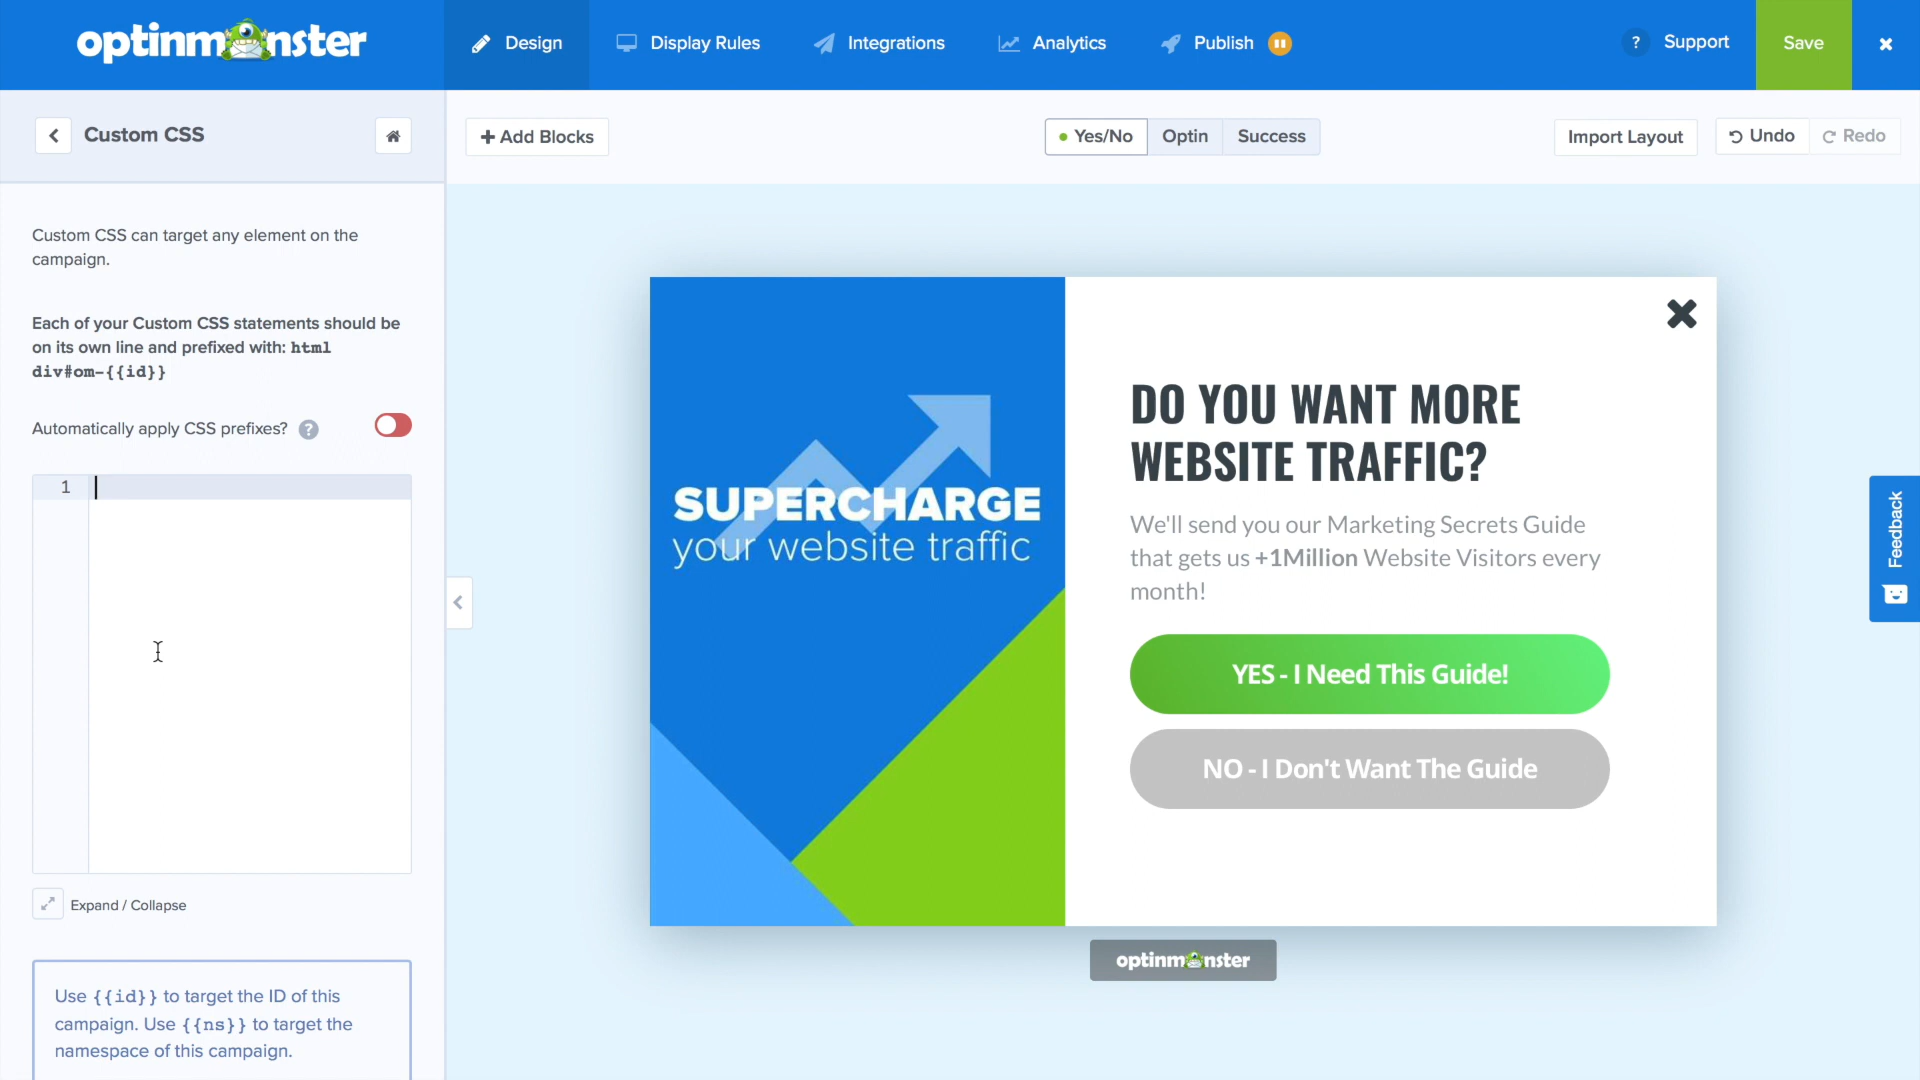 optinmonster
Design
Display Rules
Integrations
Analytics
Publish
? Support
Save
Custom CSS
+ Add Blocks
Yes/No
Optin
Success
Import Layout
Undo
Redo
Custom CSS can target any element on the
campaign.
Each of your Custom CSS statements should be
on its own line and prefixed with: html
div#om-{{id}}
Automatically apply CSS prefixes? ?
1
Expand / Collapse
Use {{id}} to target the ID of this
campaign. Use {{ns}} to target the
namespace of this campaign.
SUPERCHARGE
your website traffic
DO YOU WANT MORE
WEBSITE TRAFFIC?
We'll send you our Marketing Secrets Guide
that gets us +1Million Website Visitors every
month!
YES - I Need This Guide!
NO - I Don't Want The Guide
optinmonster
Feedback